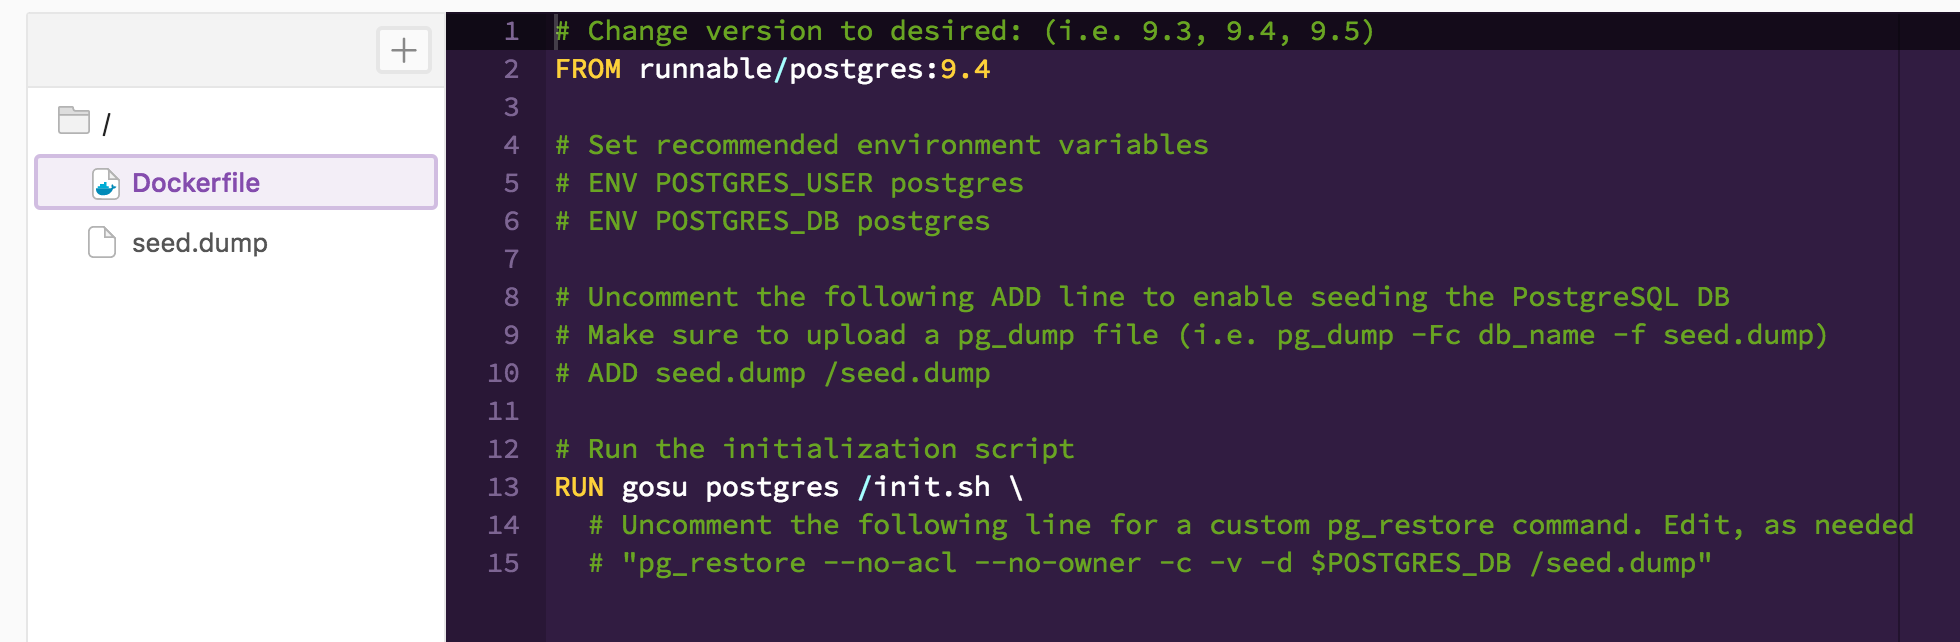 /
Dockerfile
seed.dump
1 # Change version to desired: (i.e. 9.3, 9.4, 9.5)
2 FROM runnable/postgres:9.4
3
4 # Set recommended environment variables
5 # ENV POSTGRES_USER postgres
6 # ENV POSTGRES_DB postgres
7
8 # Uncomment the following ADD line to enable seeding the PostgreSQL DB
9 # Make sure to upload a pg_dump file (i.e. pg_dump -Fc db_name -f seed.dump)
10 # ADD seed.dump /seed.dump
11
12 # Run the initialization script
13 RUN gosu postgres /init.sh \
14   # Uncomment the following line for a custom pg_restore command. Edit, as needed
15   # "pg_restore --no-acl --no-owner -c -v -d $POSTGRES_DB /seed.dump"